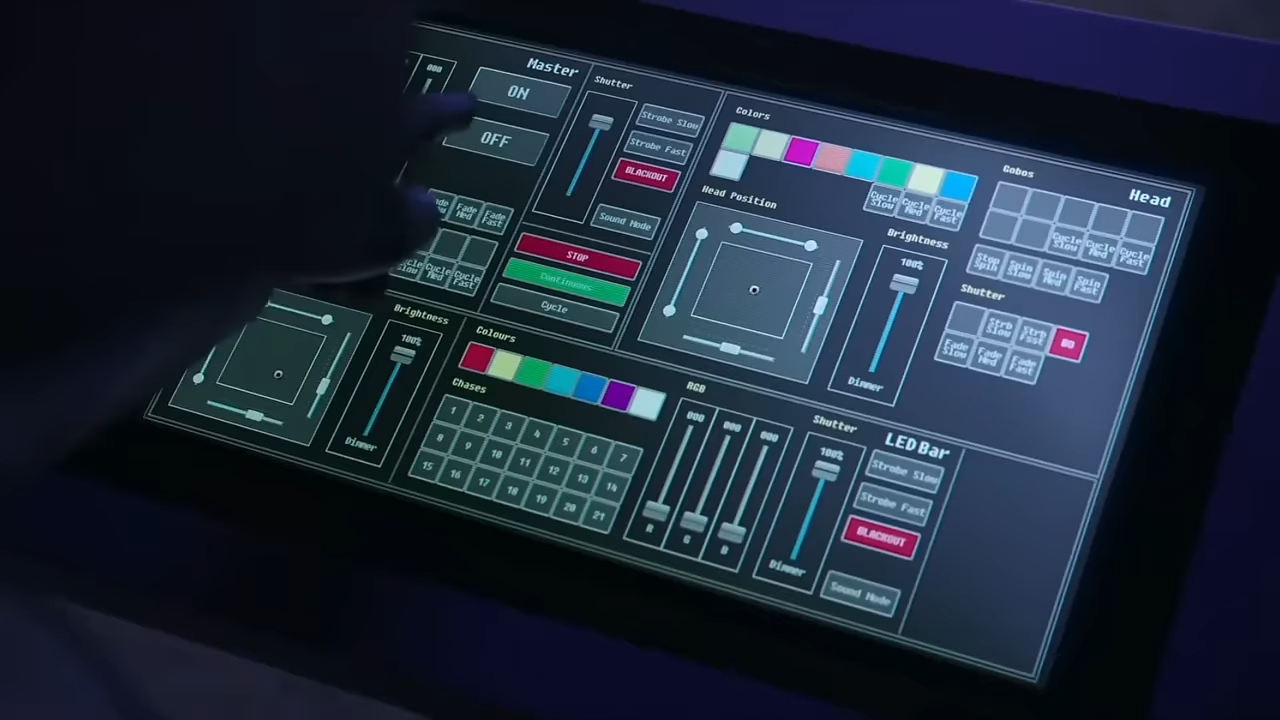 000
Master
ON
OFF
Fade Med
Fade Fast
Cycle Med
Cycle Fast
Shutter
Strobe Slow
Strobe Fast
BLACKOUT
Sound Mode
STOP
Continuous
Cycle
Colors
Cycle Slow
Cycle Med
Cycle Fast
Head Position
Brightness
100%
Dimmer
Gobos
Head
Cycle Slow
Cycle Med
Cycle Fast
Stop Spin
Spin Slow
Spin Med
Spin Fast
Shutter
Strb Slow
Strb Fsst
BO
Fade Slow
Fade Med
Fade Fast
Brightness
100%
Dimmer
Colours
Chases
1 2 3 4 5 6 7
8 9 10 11 12 13 14
15 16 17 18 19 20 21
RGB
000 000 000
R G B
Shutter
100%
Dimmer
LED Bar
Strobe Slow
Strobe Fast
BLACKOUT
Sound Mode